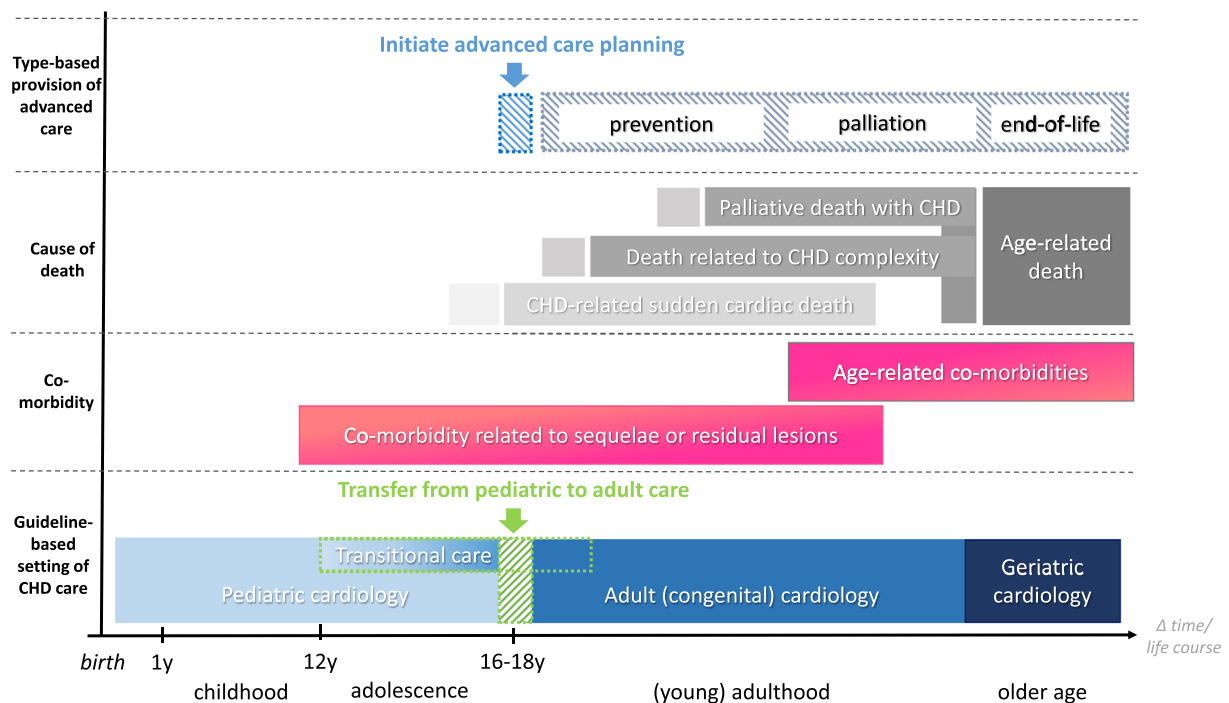 Initiate advanced care planning
Type-based
provision of
advanced
care
prevention
palliation
end-of-life
Cause of
death
Palliative death with CHD
Death related to CHD complexity
CHD-related sudden cardiac death
Age-related
death
Co-
morbidity
Age-related co-morbidities
Co-morbidity related to sequelae or residual lesions
Transfer from pediatric to adult care
Guideline-
based
setting of
CHD care
Transitional care
Pediatric cardiology
Adult (congenital) cardiology
Geriatric
cardiology
Δ time/
life course
birth
1y
12y
16-18y
childhood
adolescence
(young) adulthood
older age